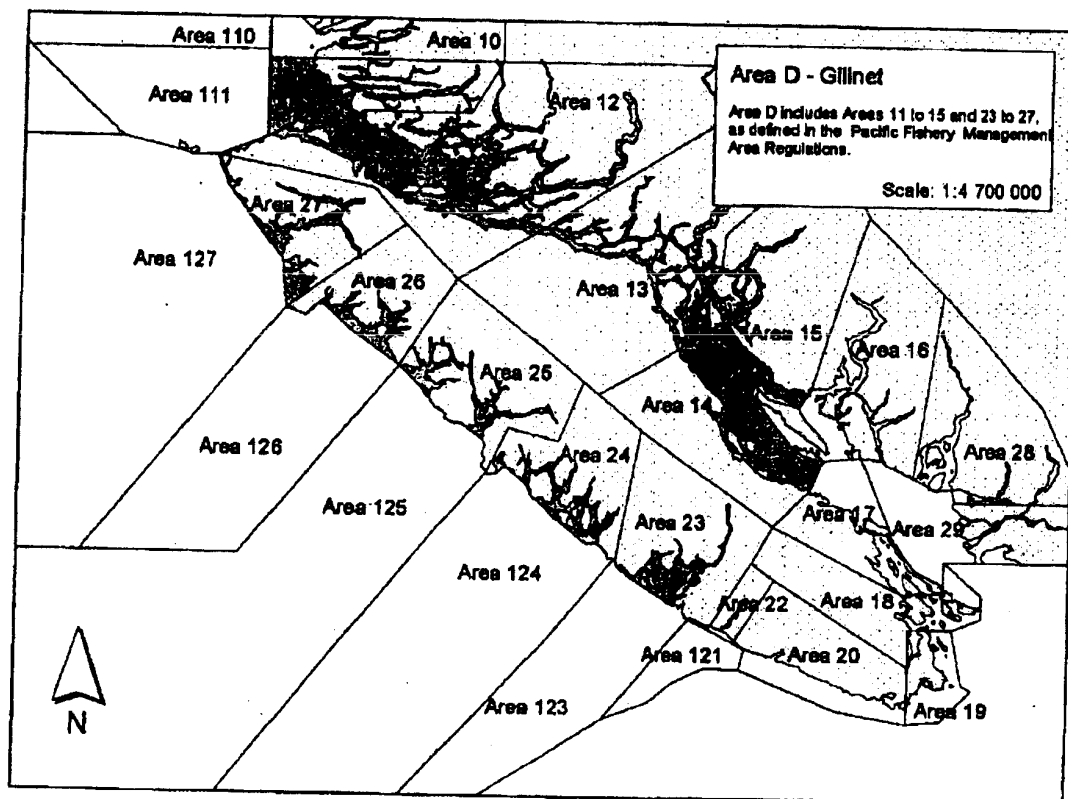 Area 110
Area 10
Area D - Gillnet
Area D includes Areas 11 to 15 and 23 to 27,
as defined in the Pacific Fishery Management
Area Regulations.
Scale: 1:4 700 000
Area 111
Area 12
Area 27
Area 127
Area 26
Area 13
Area 15
Area 16
Area 25
Area 14
Area 126
Area 24
Area 28
Area 125
Area 23
Area 17
Area 29
Area 124
Area 22
Area 18
Area 121
Area 20
Area 123
Area 19
N